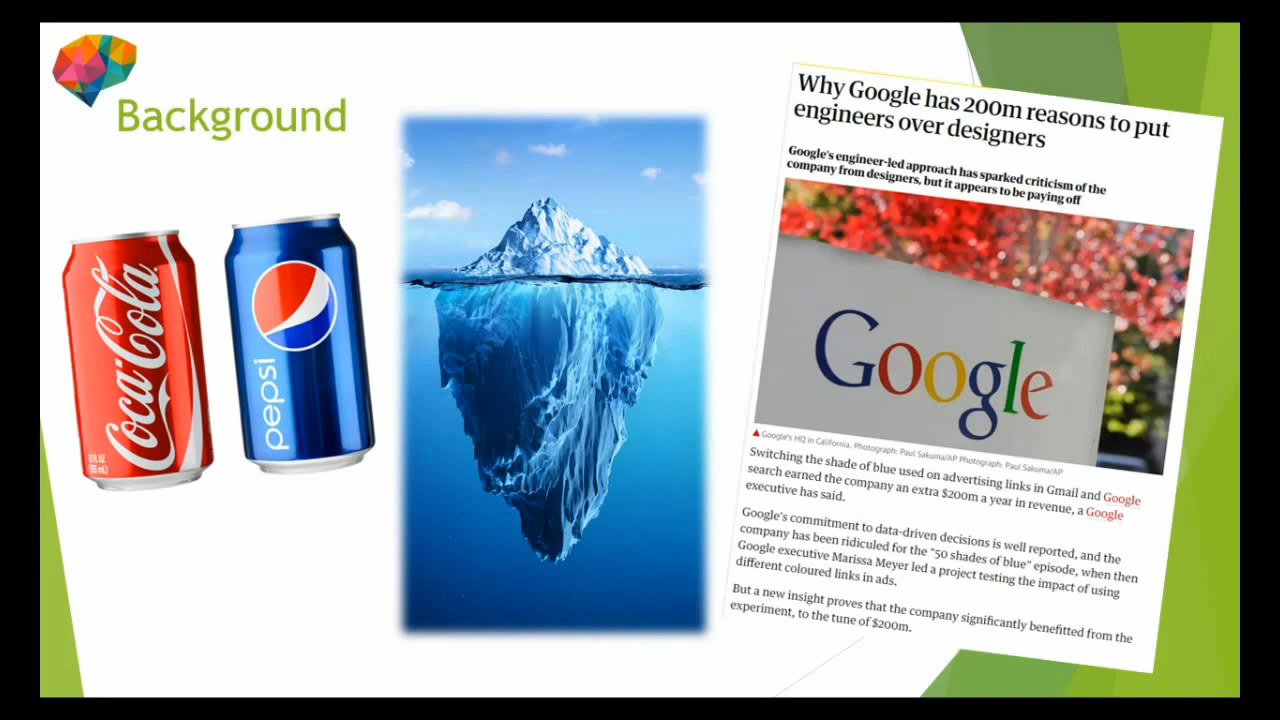 Background
Coca-Cola
12 FL OZ
(355 mL)
pepsi
Why Google has 200m reasons to put
engineers over designers
Google's engineer-led approach has sparked criticism of the
company from designers, but it appears to be paying off
Google
Google's HQ in California. Photograph: Paul Sakuma/AP Photograph: Paul Sakuma/AP
Switching the shade of blue used on advertising links in Gmail and Google
search earned the company an extra $200m a year in revenue, a Google
executive has said.
Google's commitment to data-driven decisions is well reported, and the
company has been ridiculed for the "50 shades of blue" episode, when then
Google executive Marissa Meyer led a project testing the impact of using
different coloured links in ads.
But a new insight proves that the company significantly benefitted from the
experiment, to the tune of $200m.